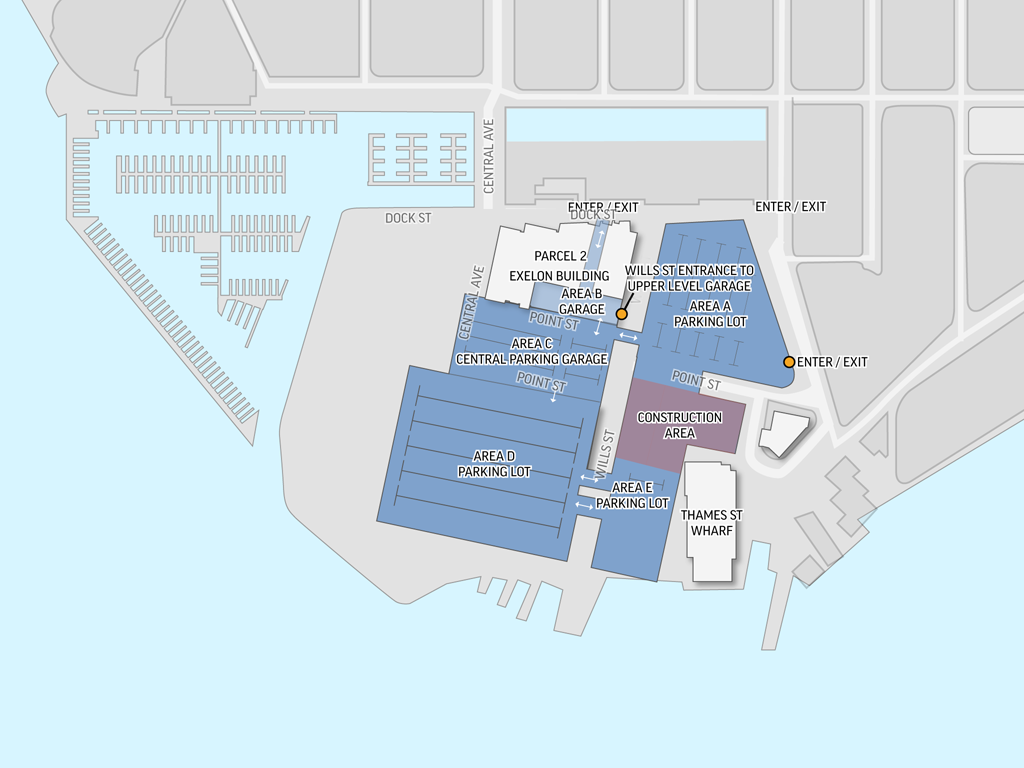 CENTRAL AVE
ENTER / EXIT
ENTER / EXIT
DOCK ST
DOCK ST
PARCEL 2
EXELON BUILDING
WILLS ST ENTRANCE TO
UPPER LEVEL GARAGE
AREA B
GARAGE
CENTRAL AVE
AREA A
PARKING LOT
POINT ST
AREA C
CENTRAL PARKING GARAGE
ENTER / EXIT
POINT ST
POINT ST
CONSTRUCTION
AREA
WILLS ST
AREA D
PARKING LOT
AREA E
PARKING LOT
THAMES ST
WHARF